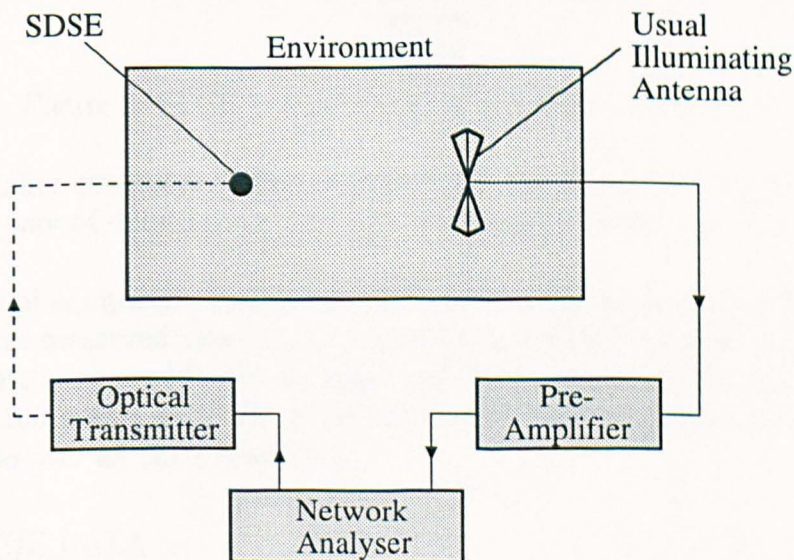 SDSE
Environment
Usual
Illuminating
Antenna
Optical
Transmitter
Pre-
Amplifier
Network
Analyser